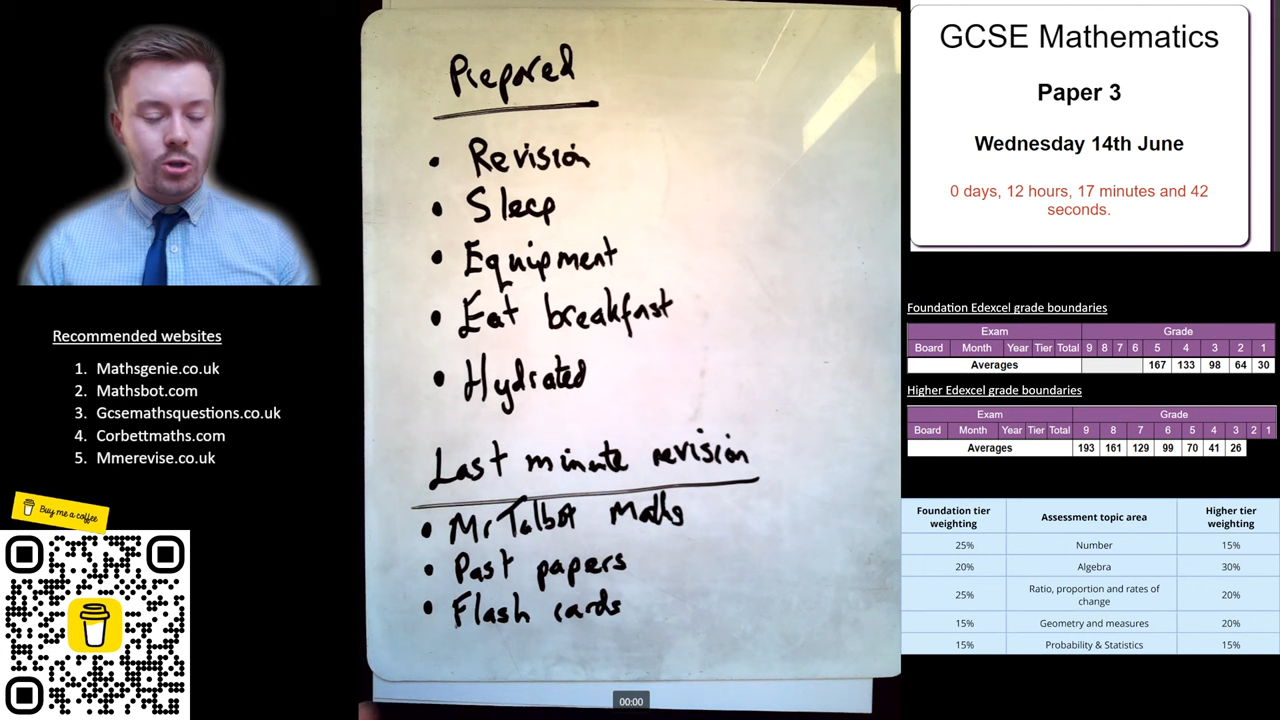 Prepared
• Revision
• Sleep
• Equipment
• Eat breakfast
• Hydrated
Last minute revision
• Mr Talbot Maths
• Past papers
• Flash cards
00:00
Recommended websites
1. Mathsgenie.co.uk
2. Mathsbot.com
3. Gcsemathsquestions.co.uk
4. Corbettmaths.com
5. Mmerevise.co.uk
Buy me a coffee
GCSE Mathematics
Paper 3
Wednesday 14th June
0 days, 12 hours, 17 minutes and 42
seconds.
Foundation Edexcel grade boundaries
Exam Grade
Board Month Year Tier Total 9 8 7 6 5 4 3 2 1
Averages 167 133 98 64 30
Higher Edexcel grade boundaries
Exam Grade
Board Month Year Tier Total 9 8 7 6 5 4 3 2 1
Averages 193 161 129 99 70 41 26
Foundation tier weighting Assessment topic area Higher tier weighting
25% Number 15%
20% Algebra 30%
25% Ratio, proportion and rates of change 20%
15% Geometry and measures 20%
15% Probability & Statistics 15%